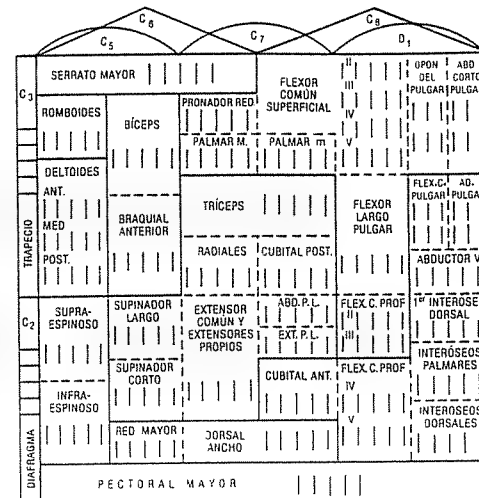 C6
C8
C5
C7
D1
C3
SERRATO MAYOR
FLEXOR
COMÚN
SUPERFICIAL
II
III
IV
V
OPON
DEL
PULGAR
ABD
CORTO
PULGAR
ROMBOIDES
BÍCEPS
PRONADOR RED.
PALMAR M.
PALMAR m
TRAPECIO
DELTOIDES
ANT.
MED
POST.
BRAQUIAL
ANTERIOR
TRÍCEPS
RADIALES
CUBITAL POST.
FLEXOR
LARGO
PULGAR
FLEX.C.
PULGAR
AD.
PULGA
ABDUCTOR V
C2
SUPRA-
ESPINOSO
SUPINADOR
LARGO
EXTENSOR
COMUN Y
EXTENSORES
PROPIOS
ABD.P.L.
EXT.P.L.
FLEX.C.PROF
II
III
1er INTEROSEO
DORSAL
INFRA-
ESPINOSO
SUPINADOR
CORTO
CUBITAL ANT.
FLEX.C.PROF
IV
V
INTERÓSEOS
PALMARES
INTEROSEOS
DORSALES
DIAFRAGMA
RED MAYOR
DORSAL
ANCHO
PECTORAL MAYOR